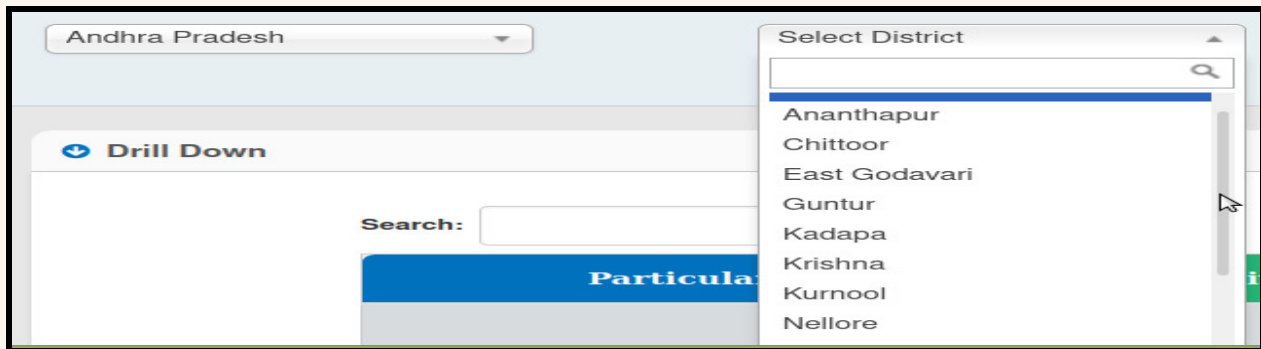 Andhra Pradesh
Select District
Ananthapur
Chittoor
Drill Down
East Godavari
Guntur
Search:
Kadapa
Krishna
Kurnool
Nellore